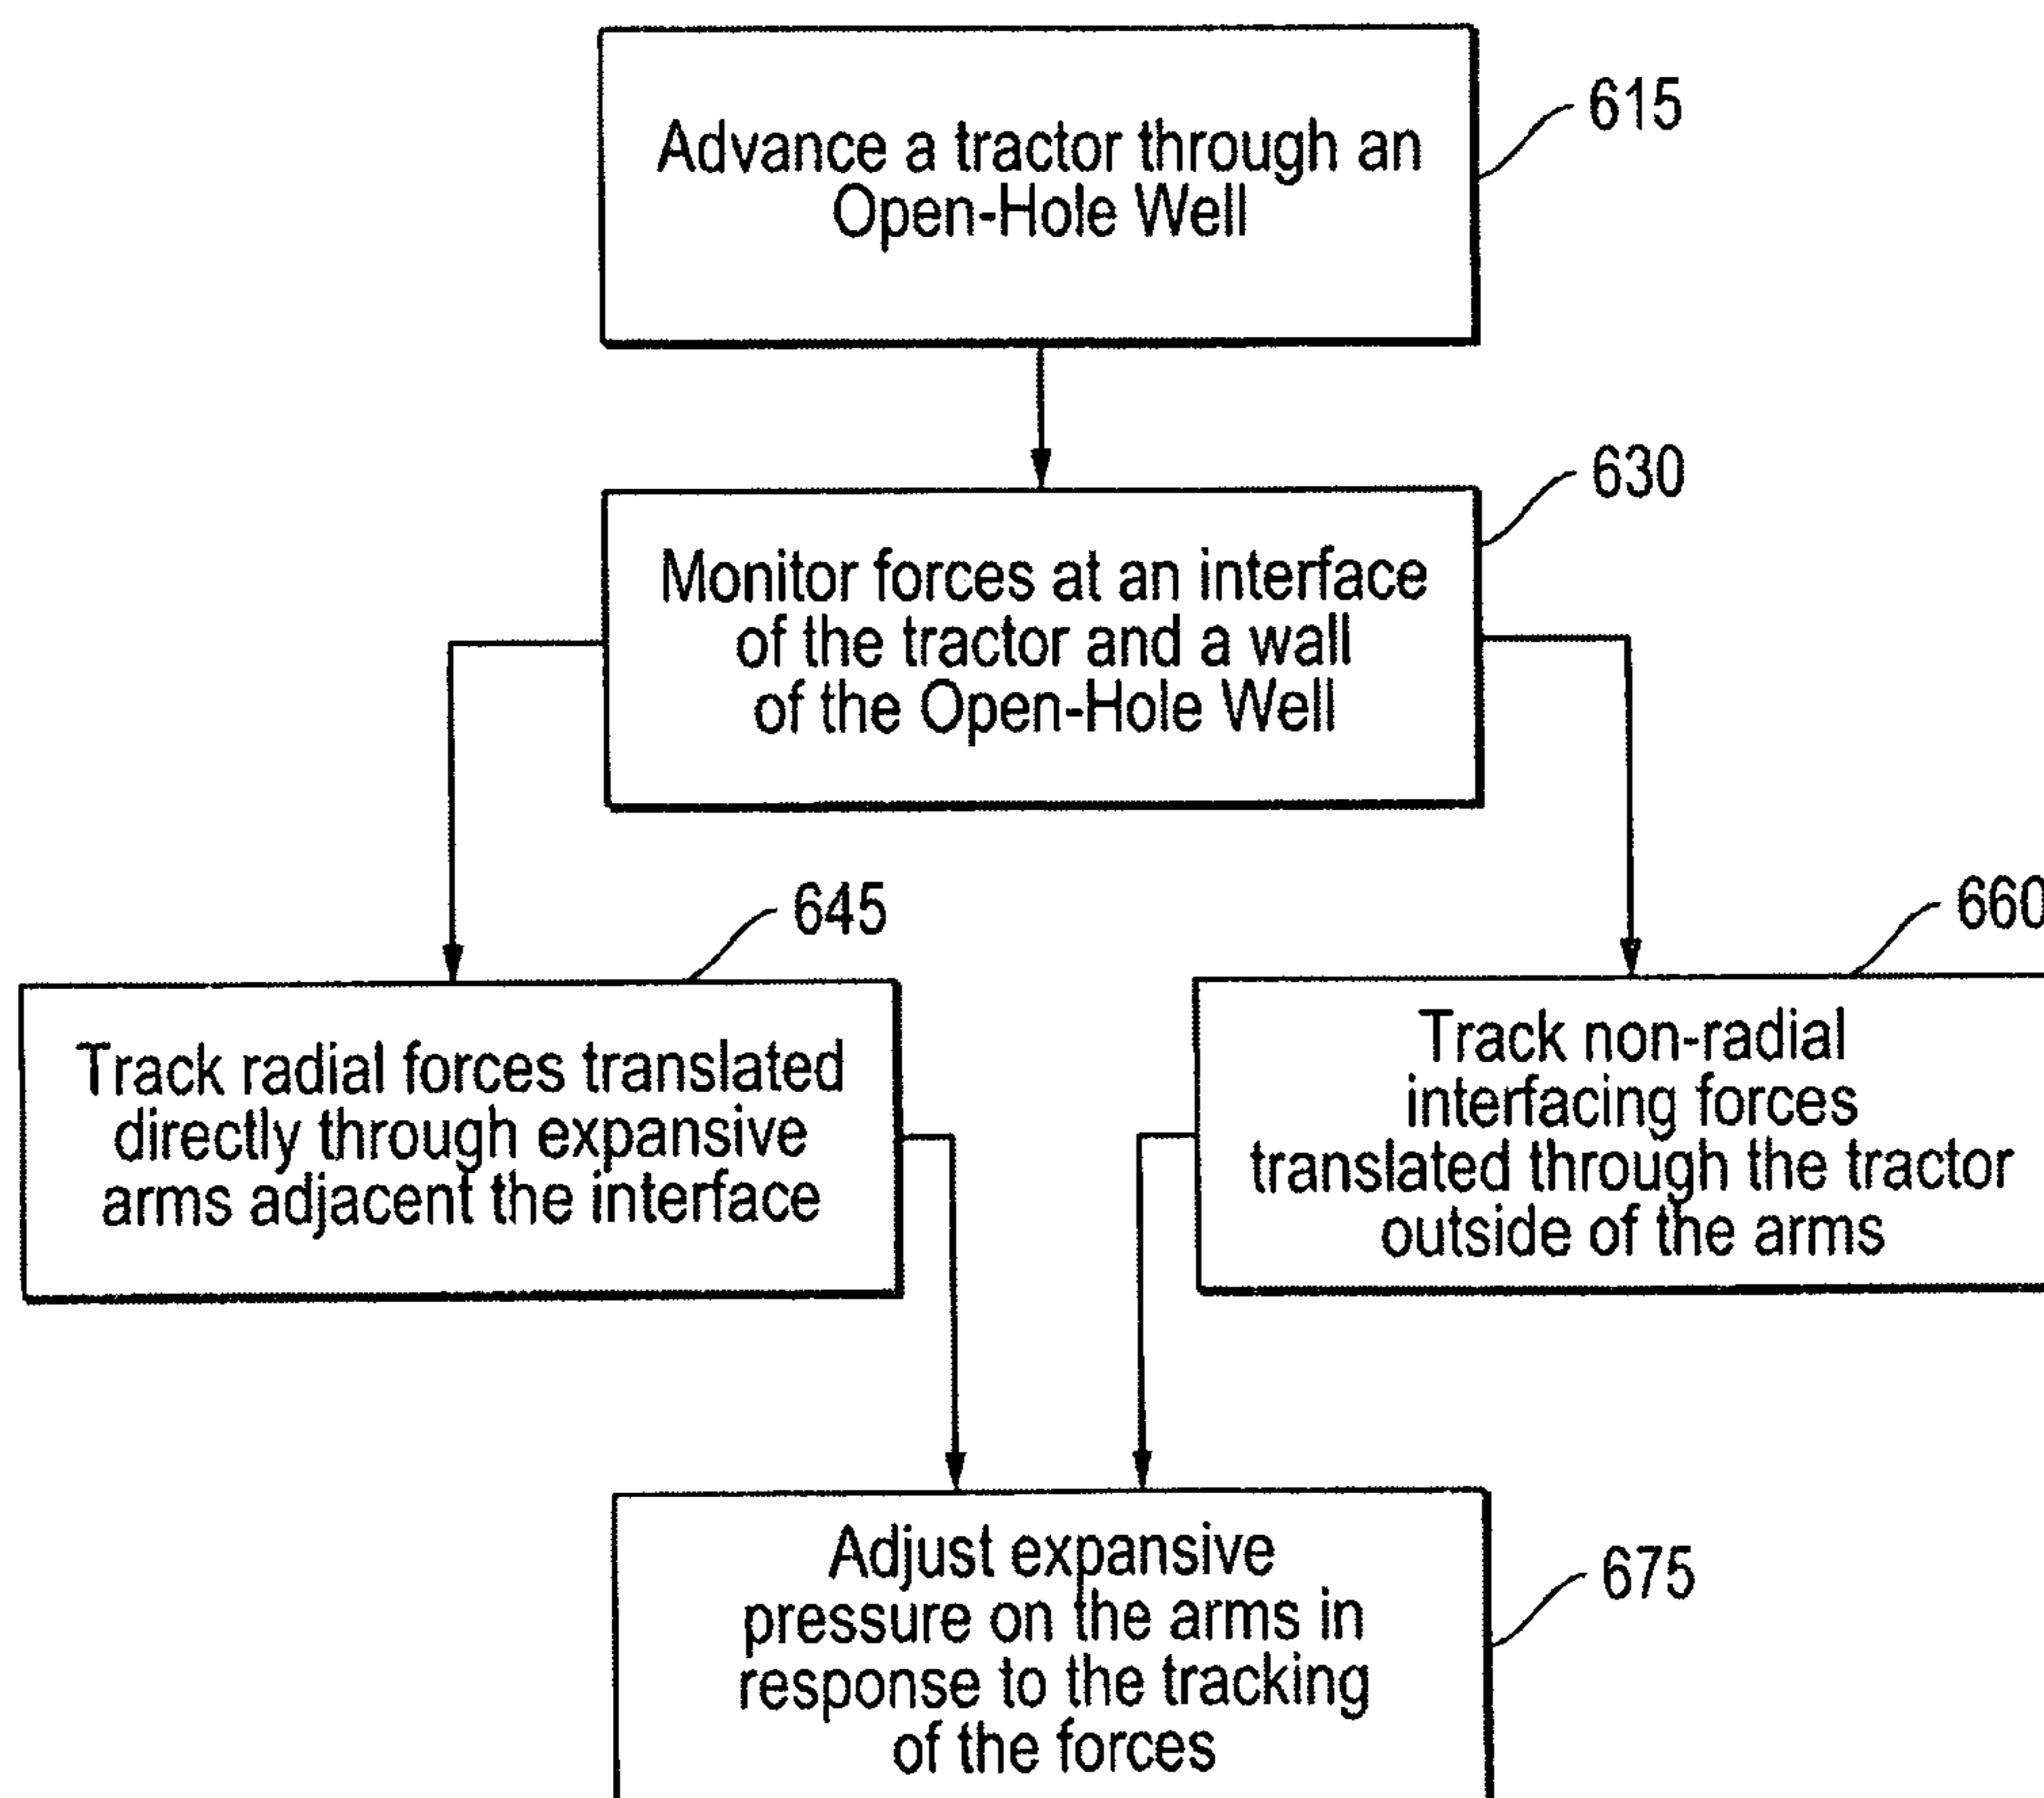 Advance a tractor through an
Open-Hole Well
615
630
Monitor forces at an interface
of the tractor and a wall
of the Open-Hole Well
645
660
Track radial forces translated
directly through expansive
arms adjacent the interface
Track non-radial
interfacing forces
translated through the tractor
outside of the arms
Adjust expansive
pressure on the arms in
response to the tracking
of the forces
675